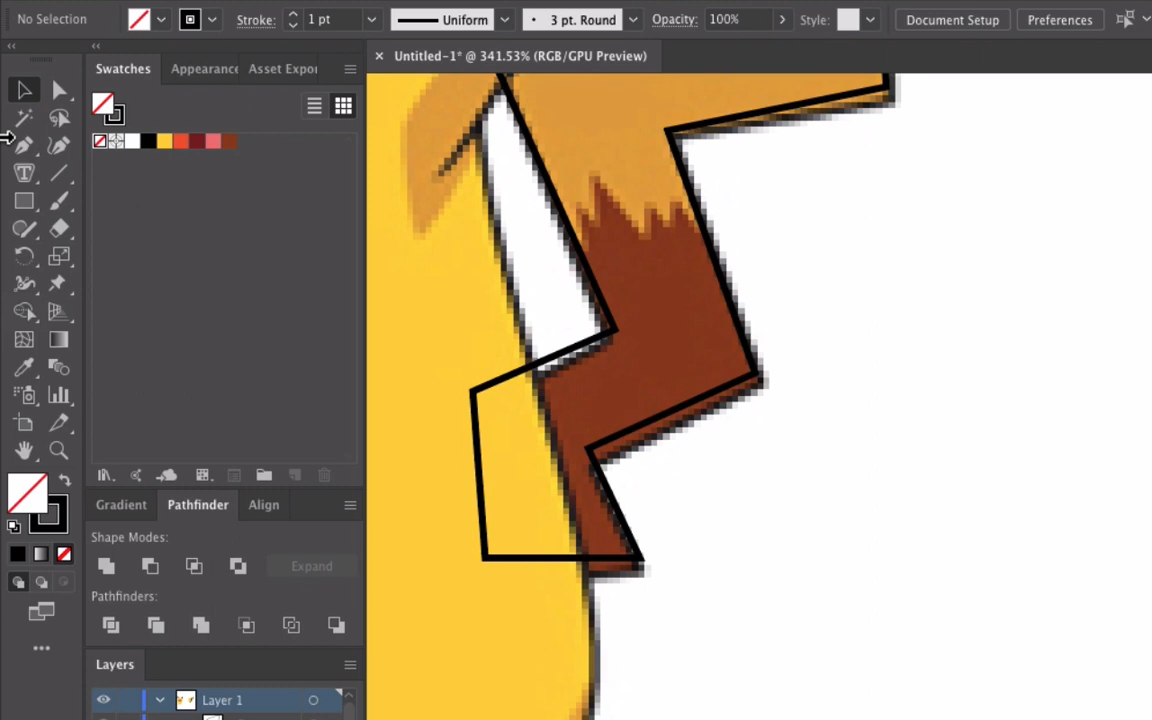 No Selection
Stroke:
1 pt
Uniform
3 pt. Round
Opacity:
100%
Style:
Document Setup
Preferences
Untitled-1* @ 341.53% (RGB/GPU Preview)
Swatches
Appearance
Asset Expor
Gradient
Pathfinder
Align
Shape Modes:
Expand
Pathfinders:
Layers
Layer 1